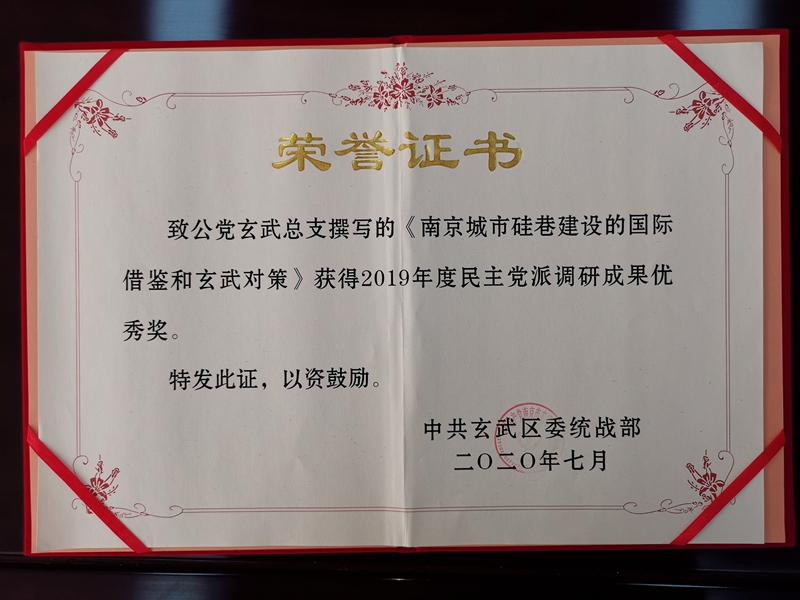 荣誉证书
致公党玄武总支撰写的《南京城市硅巷建设的国际
借鉴和玄武对策》获得2019年度民主党派调研成果优
秀奖。
特发此证，以资鼓励。
中共玄武区委统战部
二〇二〇年七月